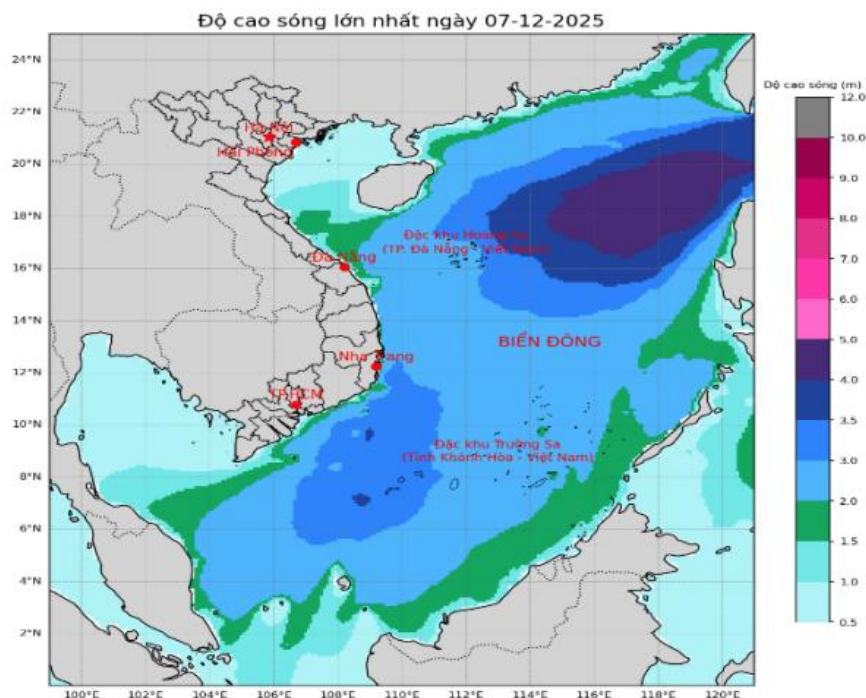 Độ cao sóng lớn nhất ngày 07-12-2025
Độ cao sóng (m)
24°N
22°N
20°N
18°N
16°N
14°N
12°N
10°N
8°N
6°N
4°N
2°N
Hà Nội
Hải Phòng
Đặc khu Hoàng Sa
(TP. Đà Nẵng - Việt Nam)
Đà Nẵng
BIỂN ĐÔNG
Nha Trang
TP.HCM
Đặc khu Trường Sa
(Tỉnh Khánh Hòa - Việt Nam)
12.0
10.0
9.0
8.0
7.0
6.0
5.0
4.0
3.5
3.0
2.0
1.5
1.0
0.5
100°E
102°E
104°E
106°E
108°E
110°E
112°E
114°E
116°E
118°E
120°E